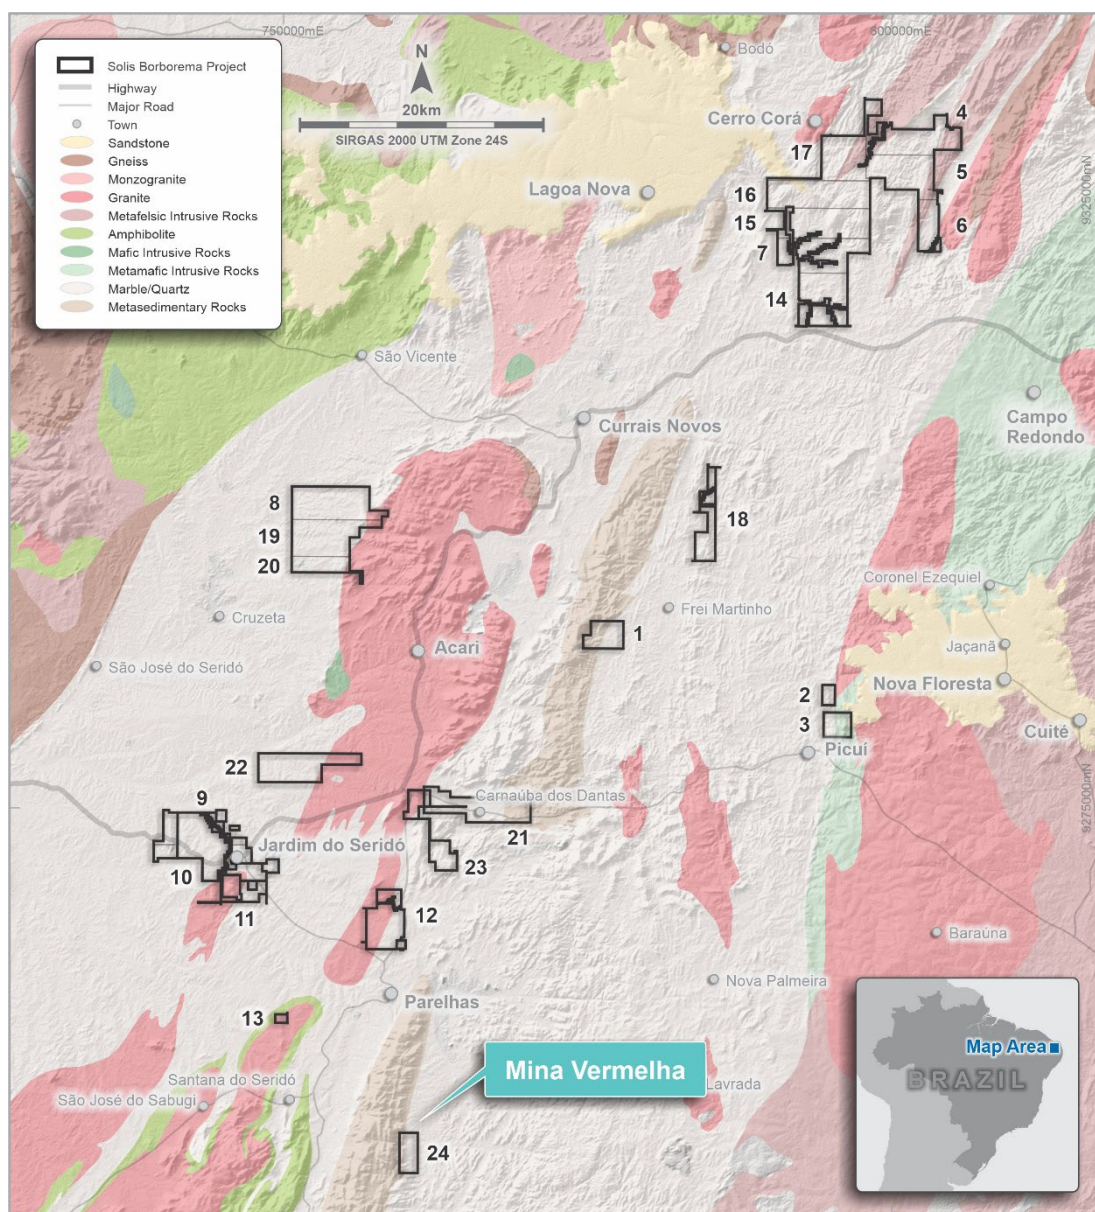 750000mE
800000mE
Solis Borborema Project
Highway
Major Road
Town
Sandstone
Gneiss
Monzogranite
Granite
Metafelsic Intrusive Rocks
Amphibolite
Mafic Intrusive Rocks
Metamafic Intrusive Rocks
Marble/Quartz
Metasedimentary Rocks
N
20km
SIRGAS 2000 UTM Zone 24S
Bodó
Cerro Corá
4
17
5
Lagoa Nova
16
9325000mN
15
6
7
14
São Vicente
Campo
Redondo
Currais Novos
8
18
19
20
Coronel Ezequiel
Cruzeta
Frei Martinho
1
Acari
Jaçanã
São José do Seridó
Nova Floresta
2
3
Cuité
Picuí
22
9275000mN
Carnaúba dos Dantas
9
21
Jardim do Seridó
23
10
11
12
Baraúna
Nova Palmeira
Parelhas
13
Map Area
BRAZIL
Mina Vermelha
Santana do Seridó
Lavrada
São José do Sabugi
24